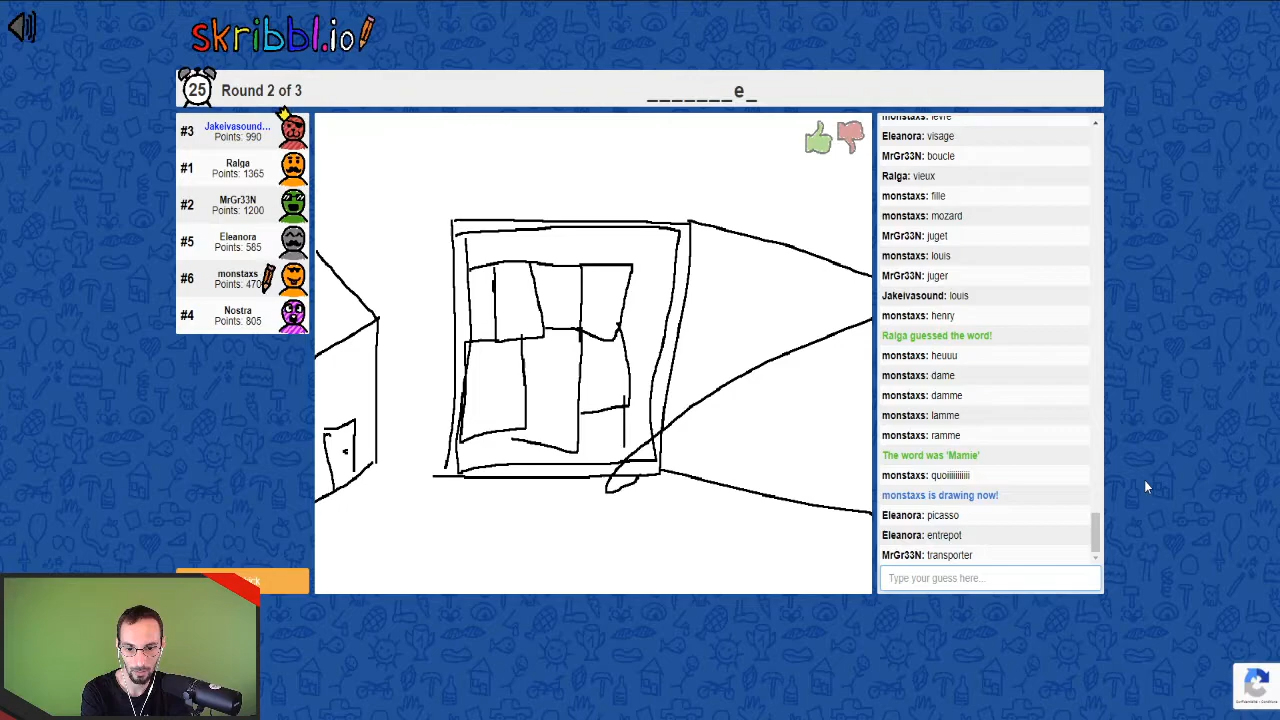 skribbl.io
25
Round 2 of 3
_______e_
#3
Jakeivasound...
Points: 990
#1
Ralga
Points: 1365
#2
MrGr33N
Points: 1200
#5
Eleanora
Points: 585
#6
monstaxs
Points: 470
#4
Nostra
Points: 805
monstaxs: levre
Eleanora: visage
MrGr33N: boucle
Ralga: vieux
monstaxs: fille
monstaxs: mozard
MrGr33N: juget
monstaxs: louis
MrGr33N: juger
Jakeivasound: louis
monstaxs: henry
Ralga guessed the word!
monstaxs: heuuu
monstaxs: dame
monstaxs: damme
monstaxs: lamme
monstaxs: ramme
The word was 'Mamie'
monstaxs: quoiiiiiiiiiii
monstaxs is drawing now!
Eleanora: picasso
Eleanora: entrepot
MrGr33N: transporter
Type your guess here...